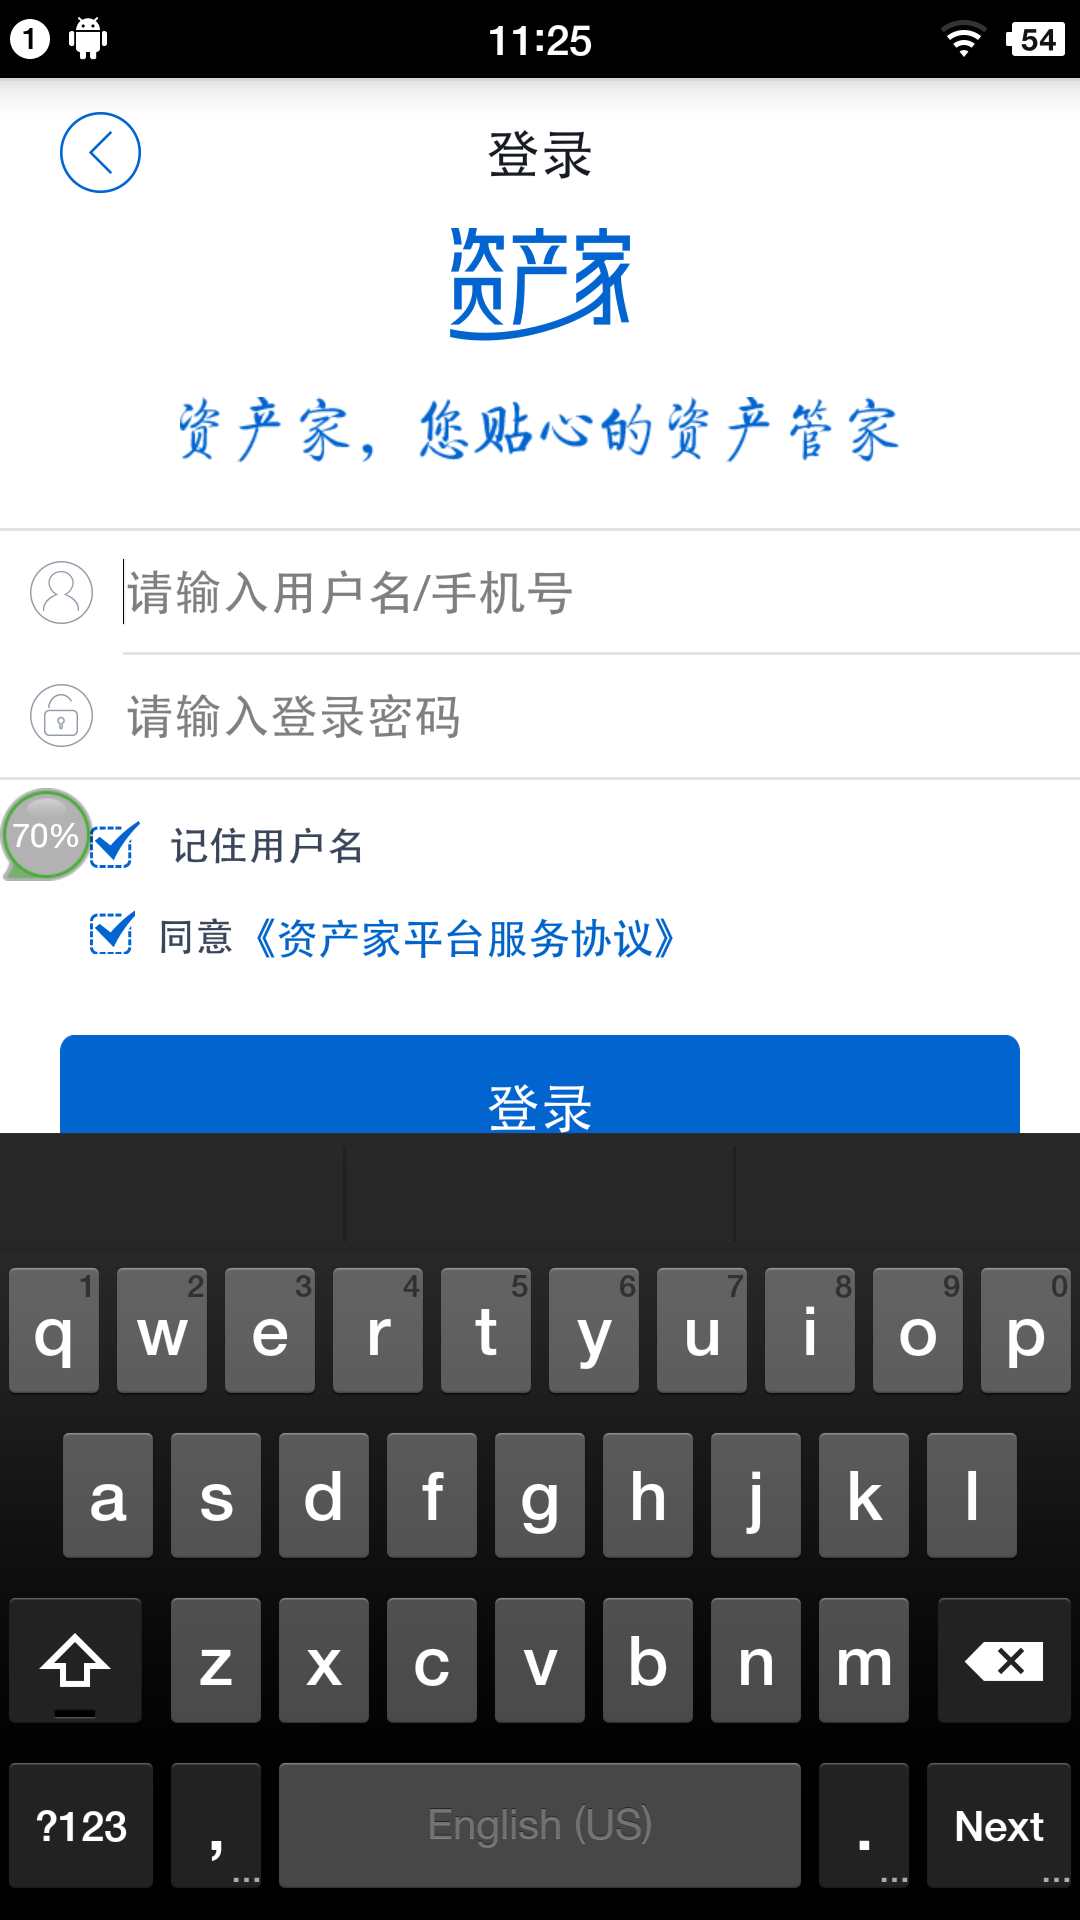 1 11:25 54
登录
资产家
资产家，您贴心的资产管家
请输入用户名/手机号
请输入登录密码
70%
记住用户名
同意《资产家平台服务协议》
登录
1 2 3 4 5 6 7 8 9 0
q w e r t y u i o p
a s d f g h j k l
z x c v b n m
?123 , ... English (US) . ... Next ...